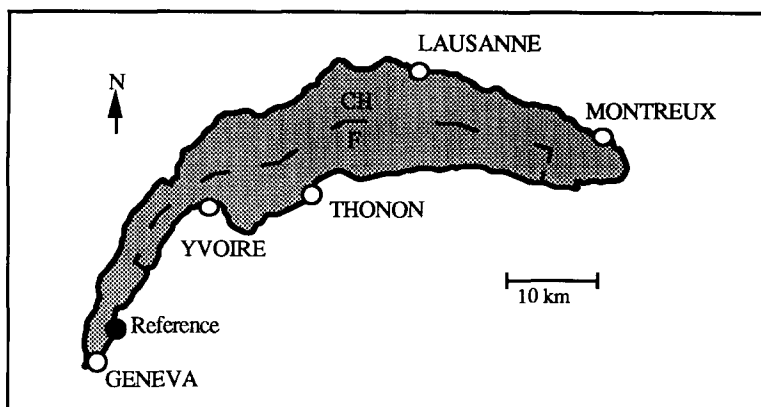 LAUSANNE
N
CH
MONTREUX
F
THONON
YVOIRE
10 km
Reference
GENEVA